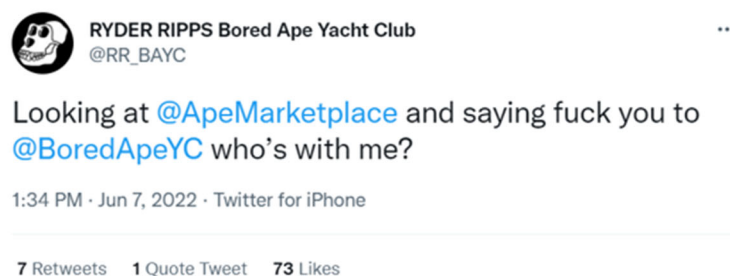 RYDER RIPPS Bored Ape Yacht Club
@RR_BAYC
Looking at @ApeMarketplace and saying fuck you to
@BoredApeYC who's with me?
1:34 PM · Jun 7, 2022 · Twitter for iPhone
7 Retweets 1 Quote Tweet 73 Likes